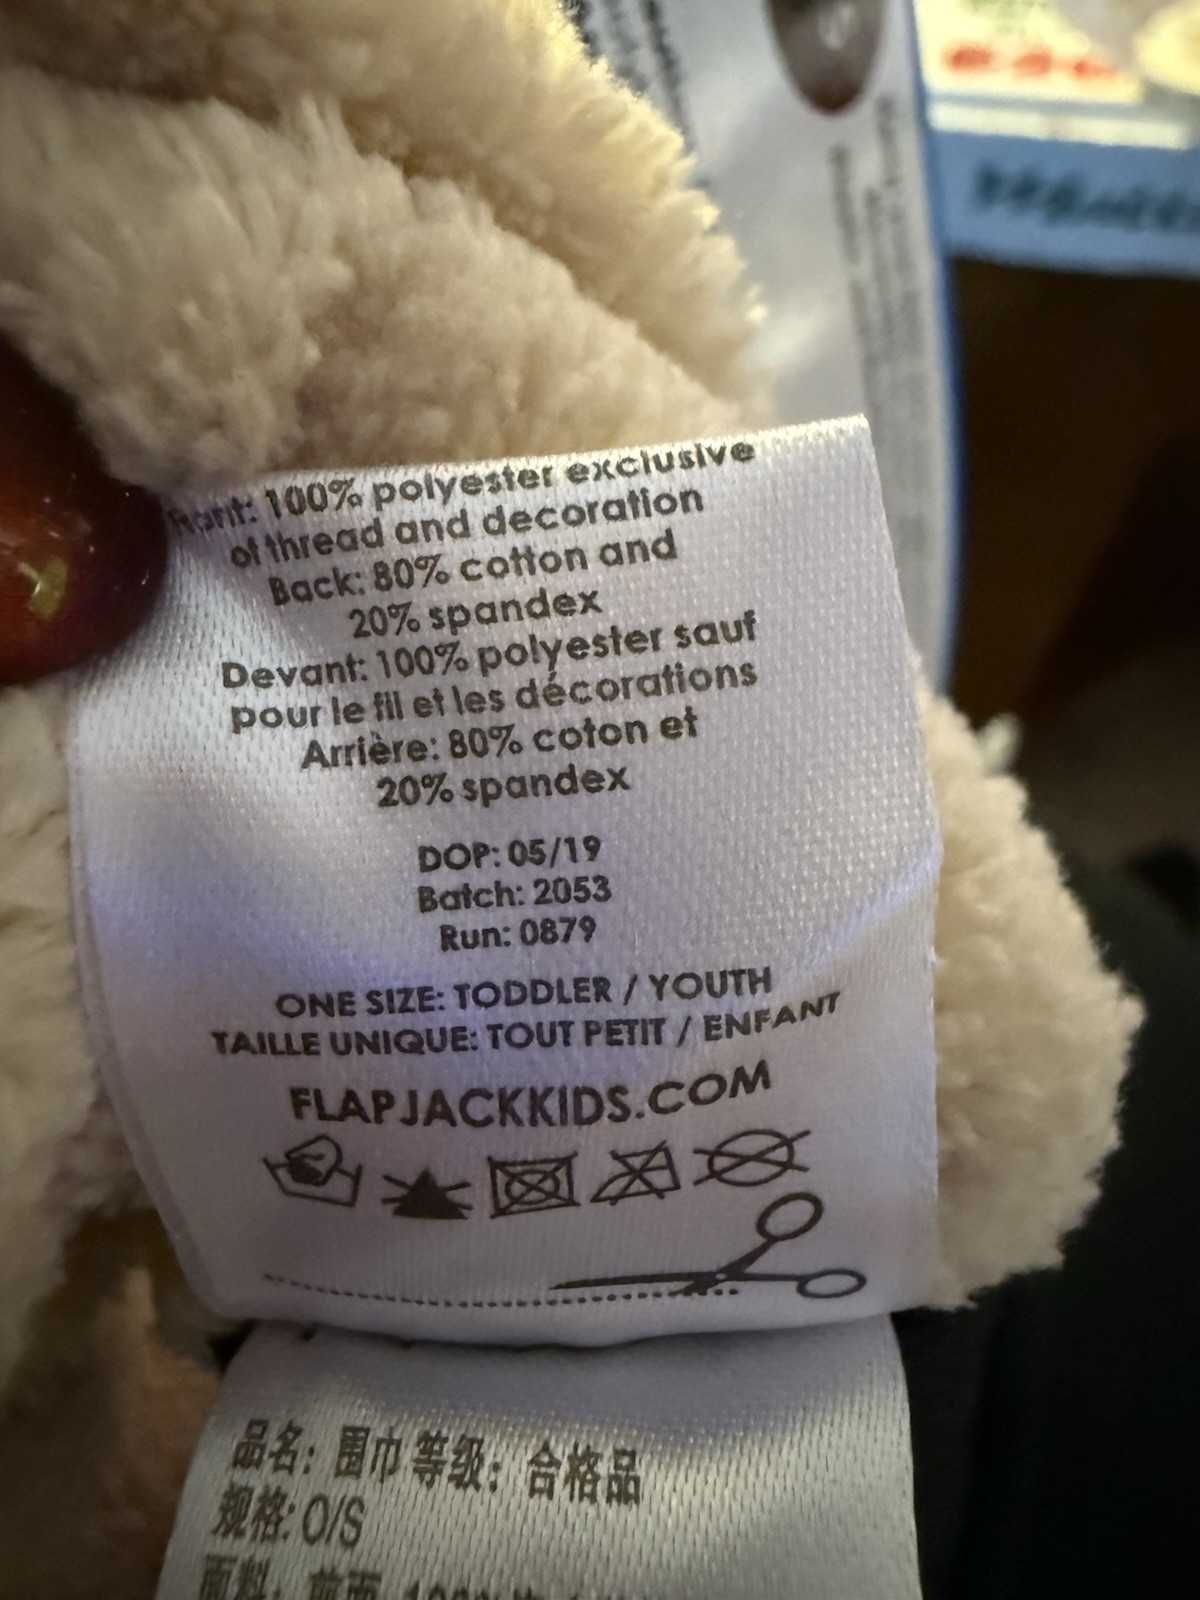 Front: 100% polyester exclusive
of thread and decoration
Back: 80% cotton and
20% spandex
Devant: 100% polyester sauf
pour le fil et les décorations
Arrière: 80% coton et
20% spandex
DOP: 05/19
Batch: 2053
Run: 0879
ONE SIZE: TODDLER / YOUTH
TAILLE UNIQUE: TOUT PETIT / ENFANT
FLAPJACKKIDS.COM
品名: 围巾 等级: 合格品
规格: O/S
面料: